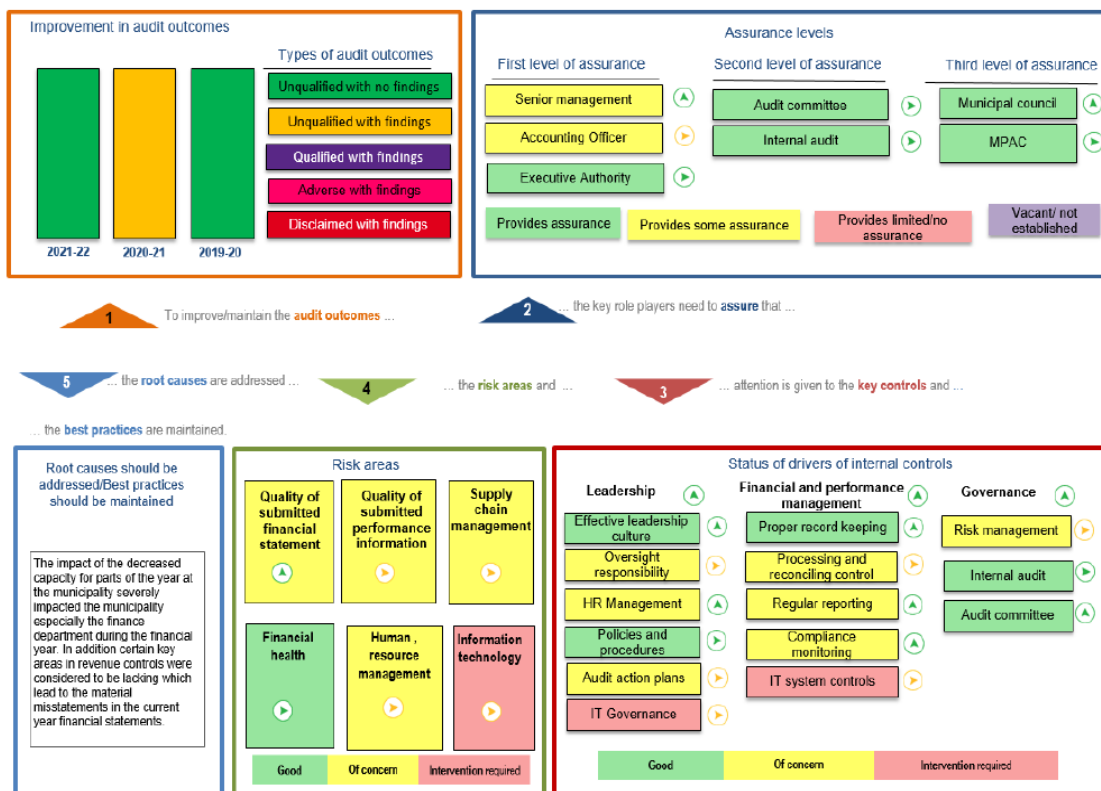 Improvement in audit outcomes
Types of audit outcomes
Unqualified with no findings
Unqualified with findings
Qualified with findings
Adverse with findings
Disclaimed with findings
2021-22
2020-21
2019-20
Assurance levels
First level of assurance
Senior management
Accounting Officer
Executive Authority
Second level of assurance
Audit committee
Internal audit
Third level of assurance
Municipal council
MPAC
Provides assurance
Provides some assurance
Provides limited/no
assurance
Vacant/ not
established
1
To improve/maintain the audit outcomes ...
2
... the key role players need to assure that ...
5
... the root causes are addressed ...
4
... the risk areas and ...
3
... attention is given to the key controls and ...
... the best practices are maintained.
Root causes should be
addressed/Best practices
should be maintained
The impact of the decreased
capacity for parts of the year at
the municipality severely
impacted the municipality
especially the finance
department during the financial
year. In addition certain key
areas in revenue controls were
considered to be lacking which
lead to the material
misstatements in the current
year financial statements.
Risk areas
Quality of
submitted
financial
statement
Quality of
submitted
performance
information
Supply
chain
management
Financial
health
Human ,
resource
management
Information
technology
Good
Of concern
Intervention required
Status of drivers of internal controls
Leadership
Effective leadership
culture
Oversight
responsibility
HR Management
Policies and
procedures
Audit action plans
IT Governance
Financial and performance
management
Proper record keeping
Processing and
reconciling control
Regular reporting
Compliance
monitoring
IT system controls
Governance
Risk management
Internal audit
Audit committee
Good
Of concern
Intervention required